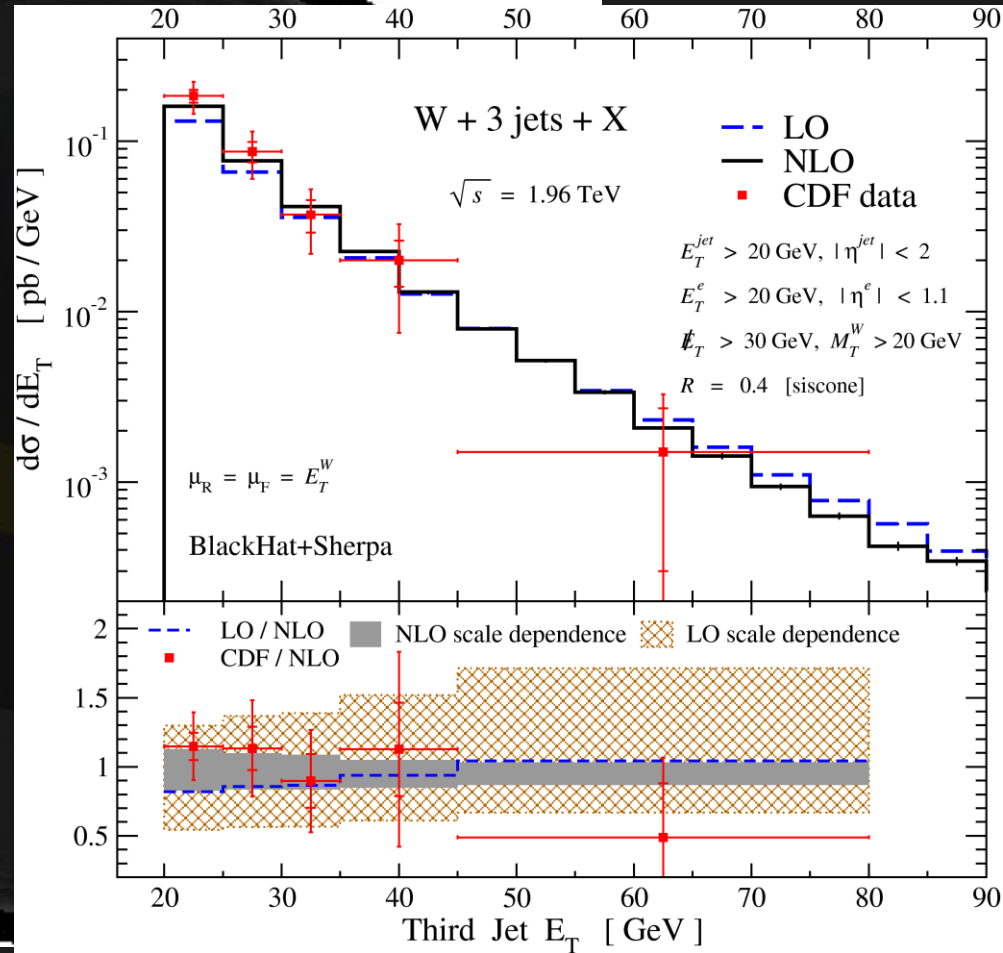 20 30 40 50 60 70 80 90
W + 3 jets + X
√s = 1.96 TeV
LO
NLO
CDF data
E_T^jet > 20 GeV, | η^jet | < 2
E_T^e > 20 GeV, | η^e | < 1.1
E̸_T > 30 GeV, M_T^W > 20 GeV
R = 0.4 [siscone]
μ_R = μ_F = E_T^W
BlackHat+Sherpa
10^-1
10^-2
10^-3
dσ / dE_T [ pb / GeV ]
LO / NLO
CDF / NLO
NLO scale dependence
LO scale dependence
2
1.5
1
0.5
20 30 40 50 60 70 80 90
Third Jet E_T [ GeV ]